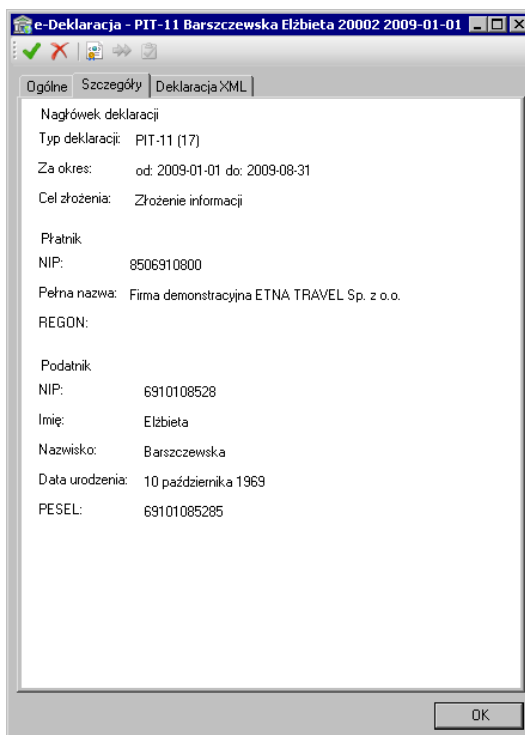 e-Deklaracja - PIT-11 Barszczewska Elżbieta 20002 2009-01-01
Ogólne Szczegóły Deklaracja XML
Nagłówek deklaracji
Typ deklaracji: PIT-11 (17)
Za okres: od: 2009-01-01 do: 2009-08-31
Cel złożenia: Złożenie informacji
Płatnik
NIP: 8506910800
Pełna nazwa: Firma demonstracyjna ETNA TRAVEL Sp. z o.o.
REGON:
Podatnik
NIP: 6910108528
Imię: Elżbieta
Nazwisko: Barszczewska
Data urodzenia: 10 października 1969
PESEL: 69101085285
OK